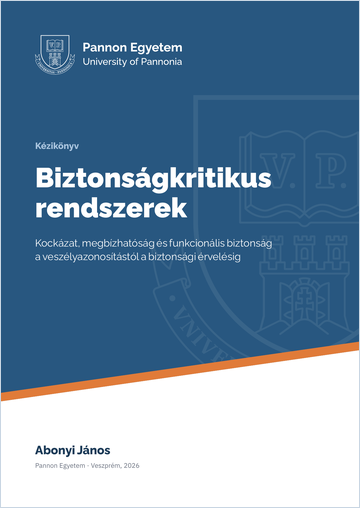 Pannon Egyetem
University of Pannonia
Kézikönyv
Biztonságkritikus
rendszerek
Kockázat, megbízhatóság és funkcionális biztonság
a veszélyazonosítástól a biztonsági érvelésig
V. P.
Abonyi János
Pannon Egyetem · Veszprém, 2026